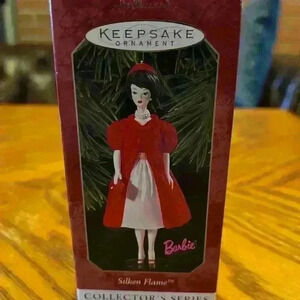 KEEPSAKE
ORNAMENT
Barbie
Silken Flame™
COLLECTOR'S SERIES